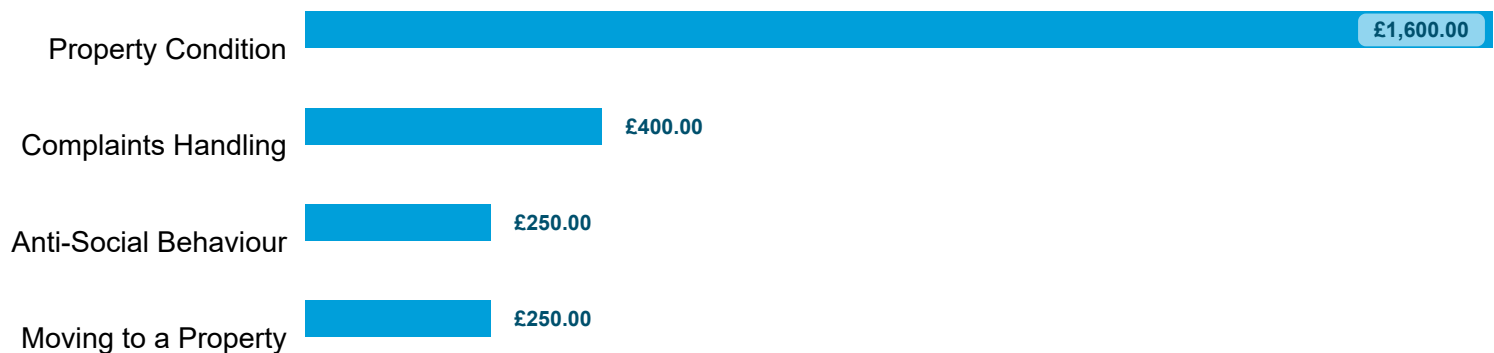 Property Condition £1,600.00
Complaints Handling £400.00
Anti-Social Behaviour £250.00
Moving to a Property £250.00